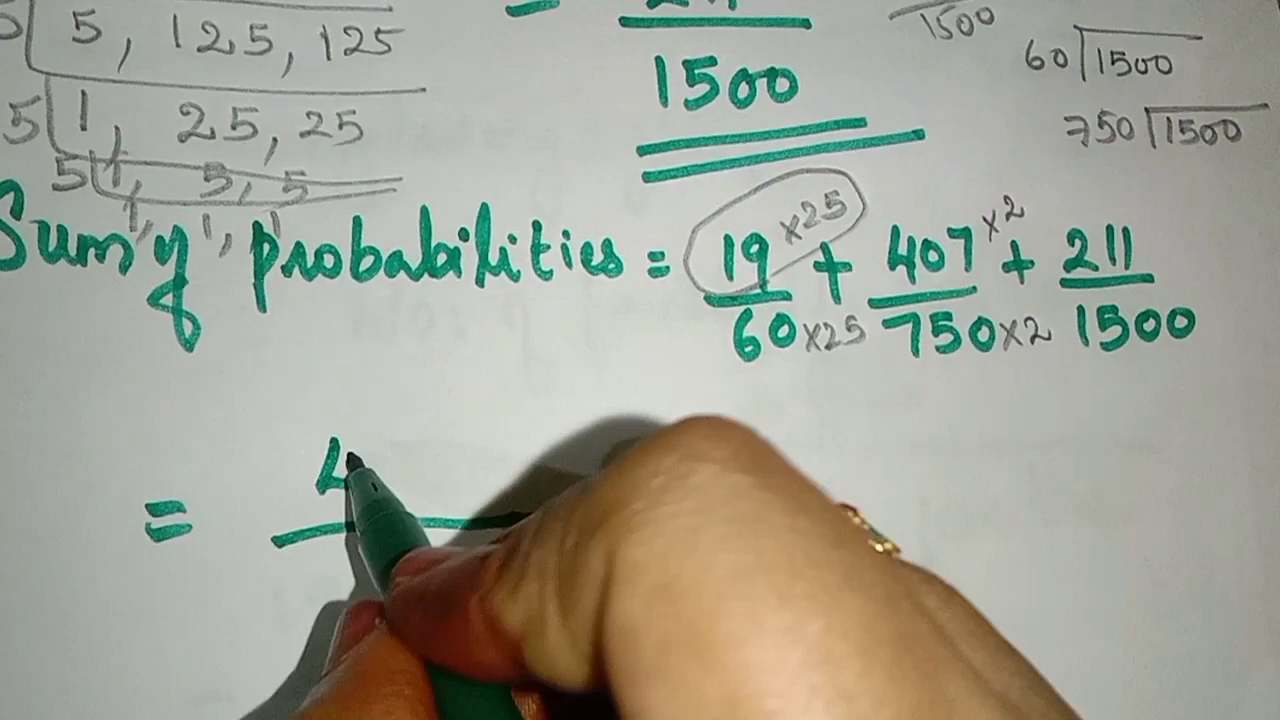 5, 125, 125
= 
1500
1500
60 1500
5 1, 25, 25
750 1500
5 1, 5, 5
1, 1, 1
Sum of probabilities = 19 ×25 + 407 ×2 + 211
60 ×25 750 ×2 1500
= 4